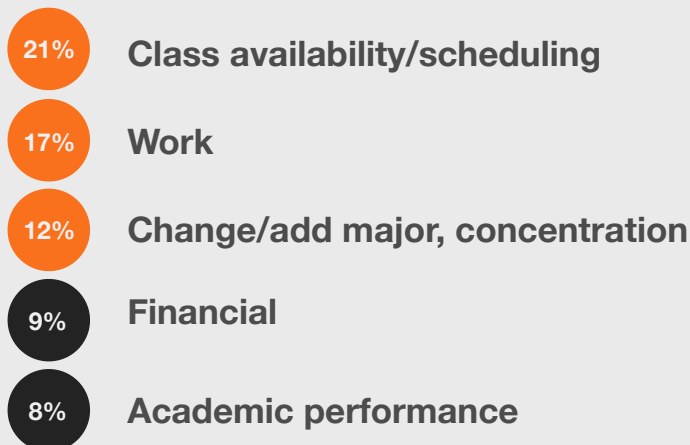 21% Class availability/scheduling
17% Work
12% Change/add major, concentration
9% Financial
8% Academic performance